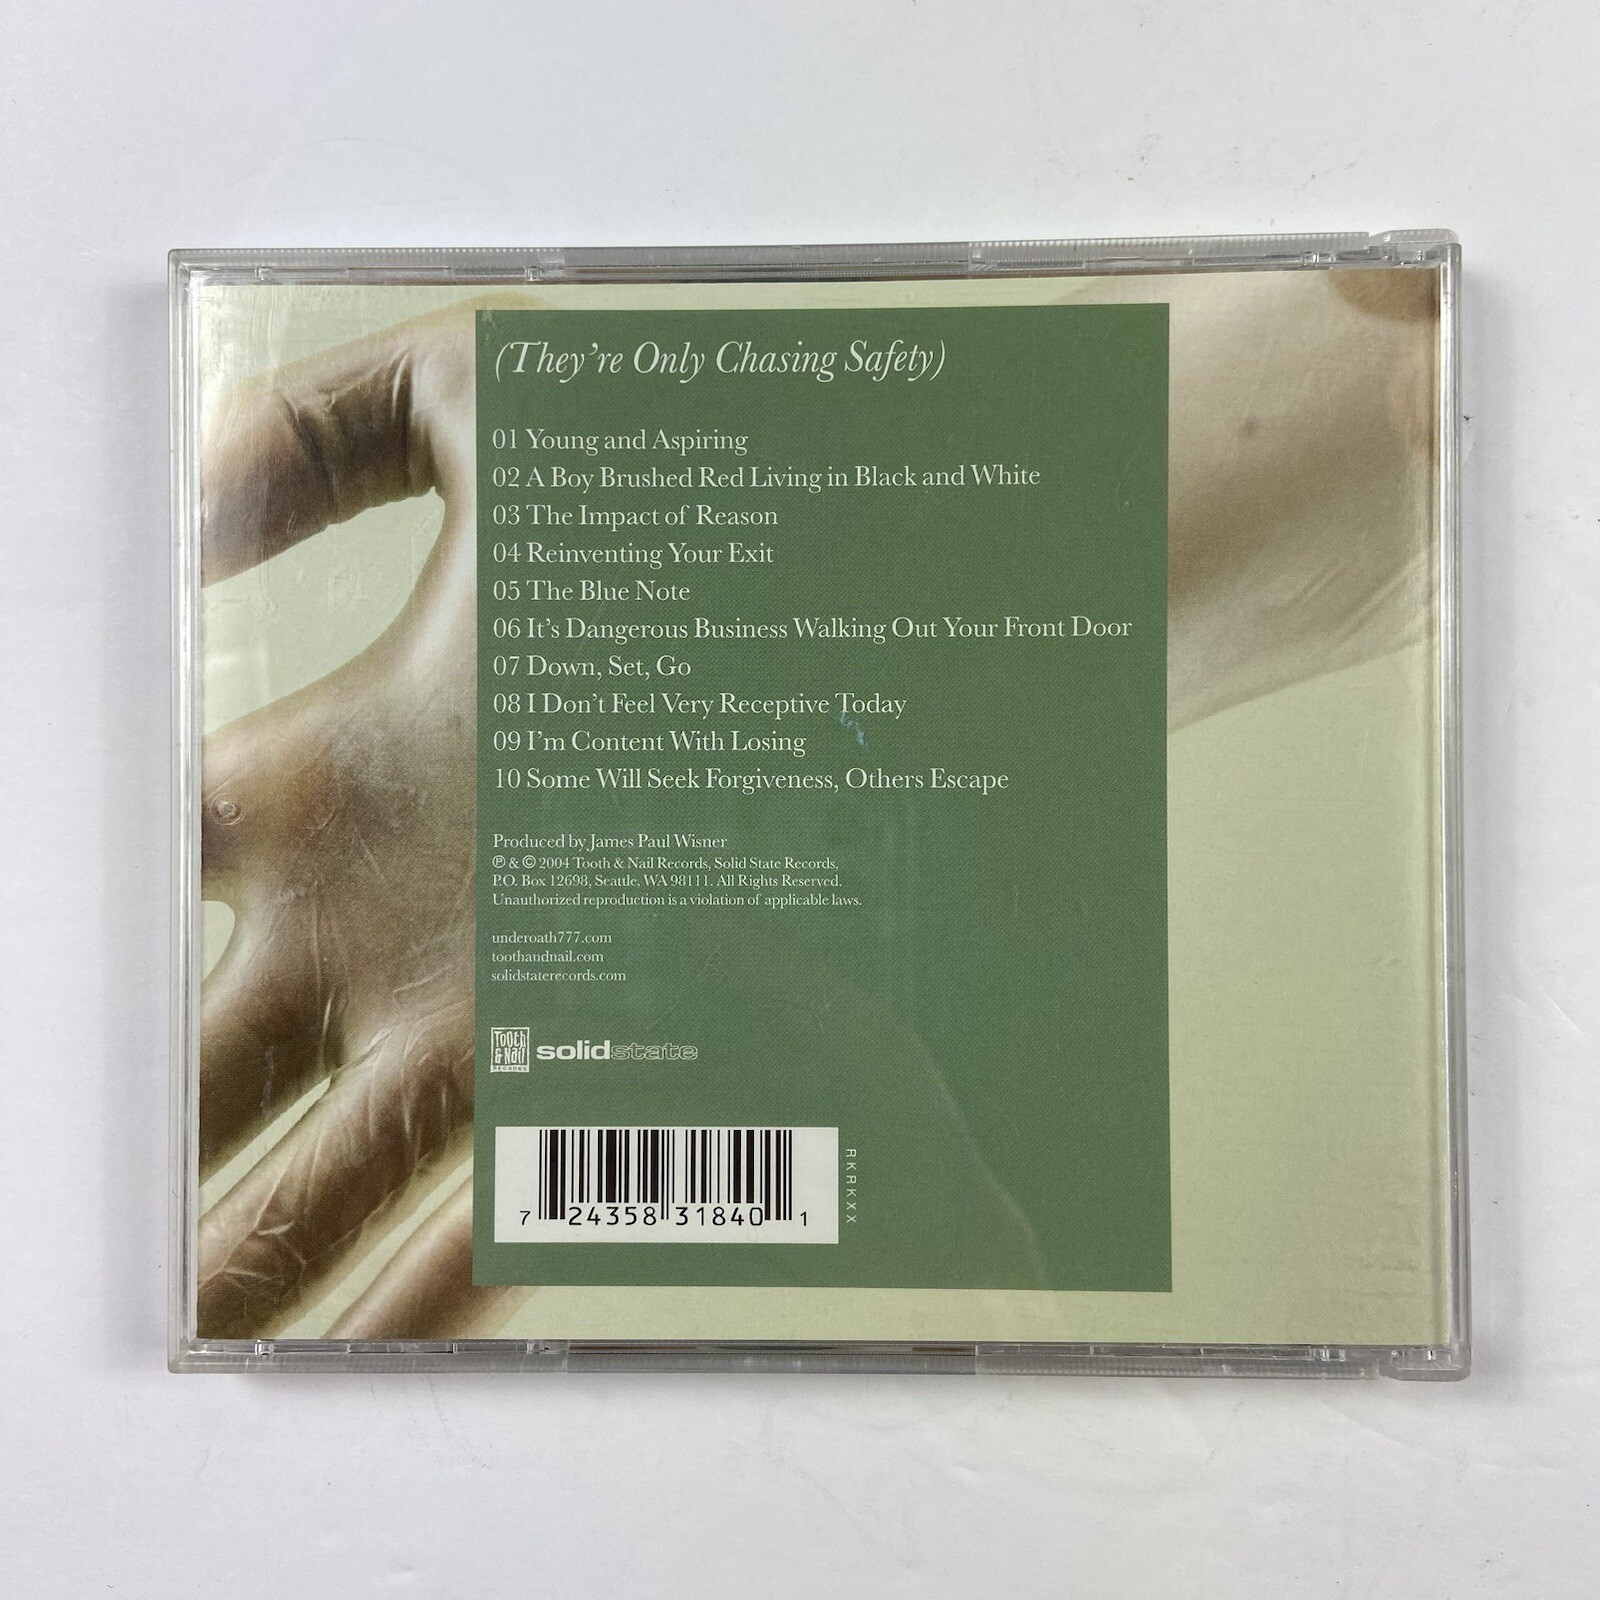 (They're Only Chasing Safety)
01 Young and Aspiring
02 A Boy Brushed Red Living in Black and White
03 The Impact of Reason
04 Reinventing Your Exit
05 The Blue Note
06 It's Dangerous Business Walking Out Your Front Door
07 Down, Set, Go
08 I Don't Feel Very Receptive Today
09 I'm Content With Losing
10 Some Will Seek Forgiveness, Others Escape
Produced by James Paul Wisner
℗ & © 2004 Tooth & Nail Records, Solid State Records,
P.O. Box 12698, Seattle, WA 98111. All Rights Reserved.
Unauthorized reproduction is a violation of applicable laws.
underoath777.com
toothandnail.com
solidstaterecords.com
Tooth
& Nail
RECORDS
solidstate
7 24358 31840 1
RKRKXX